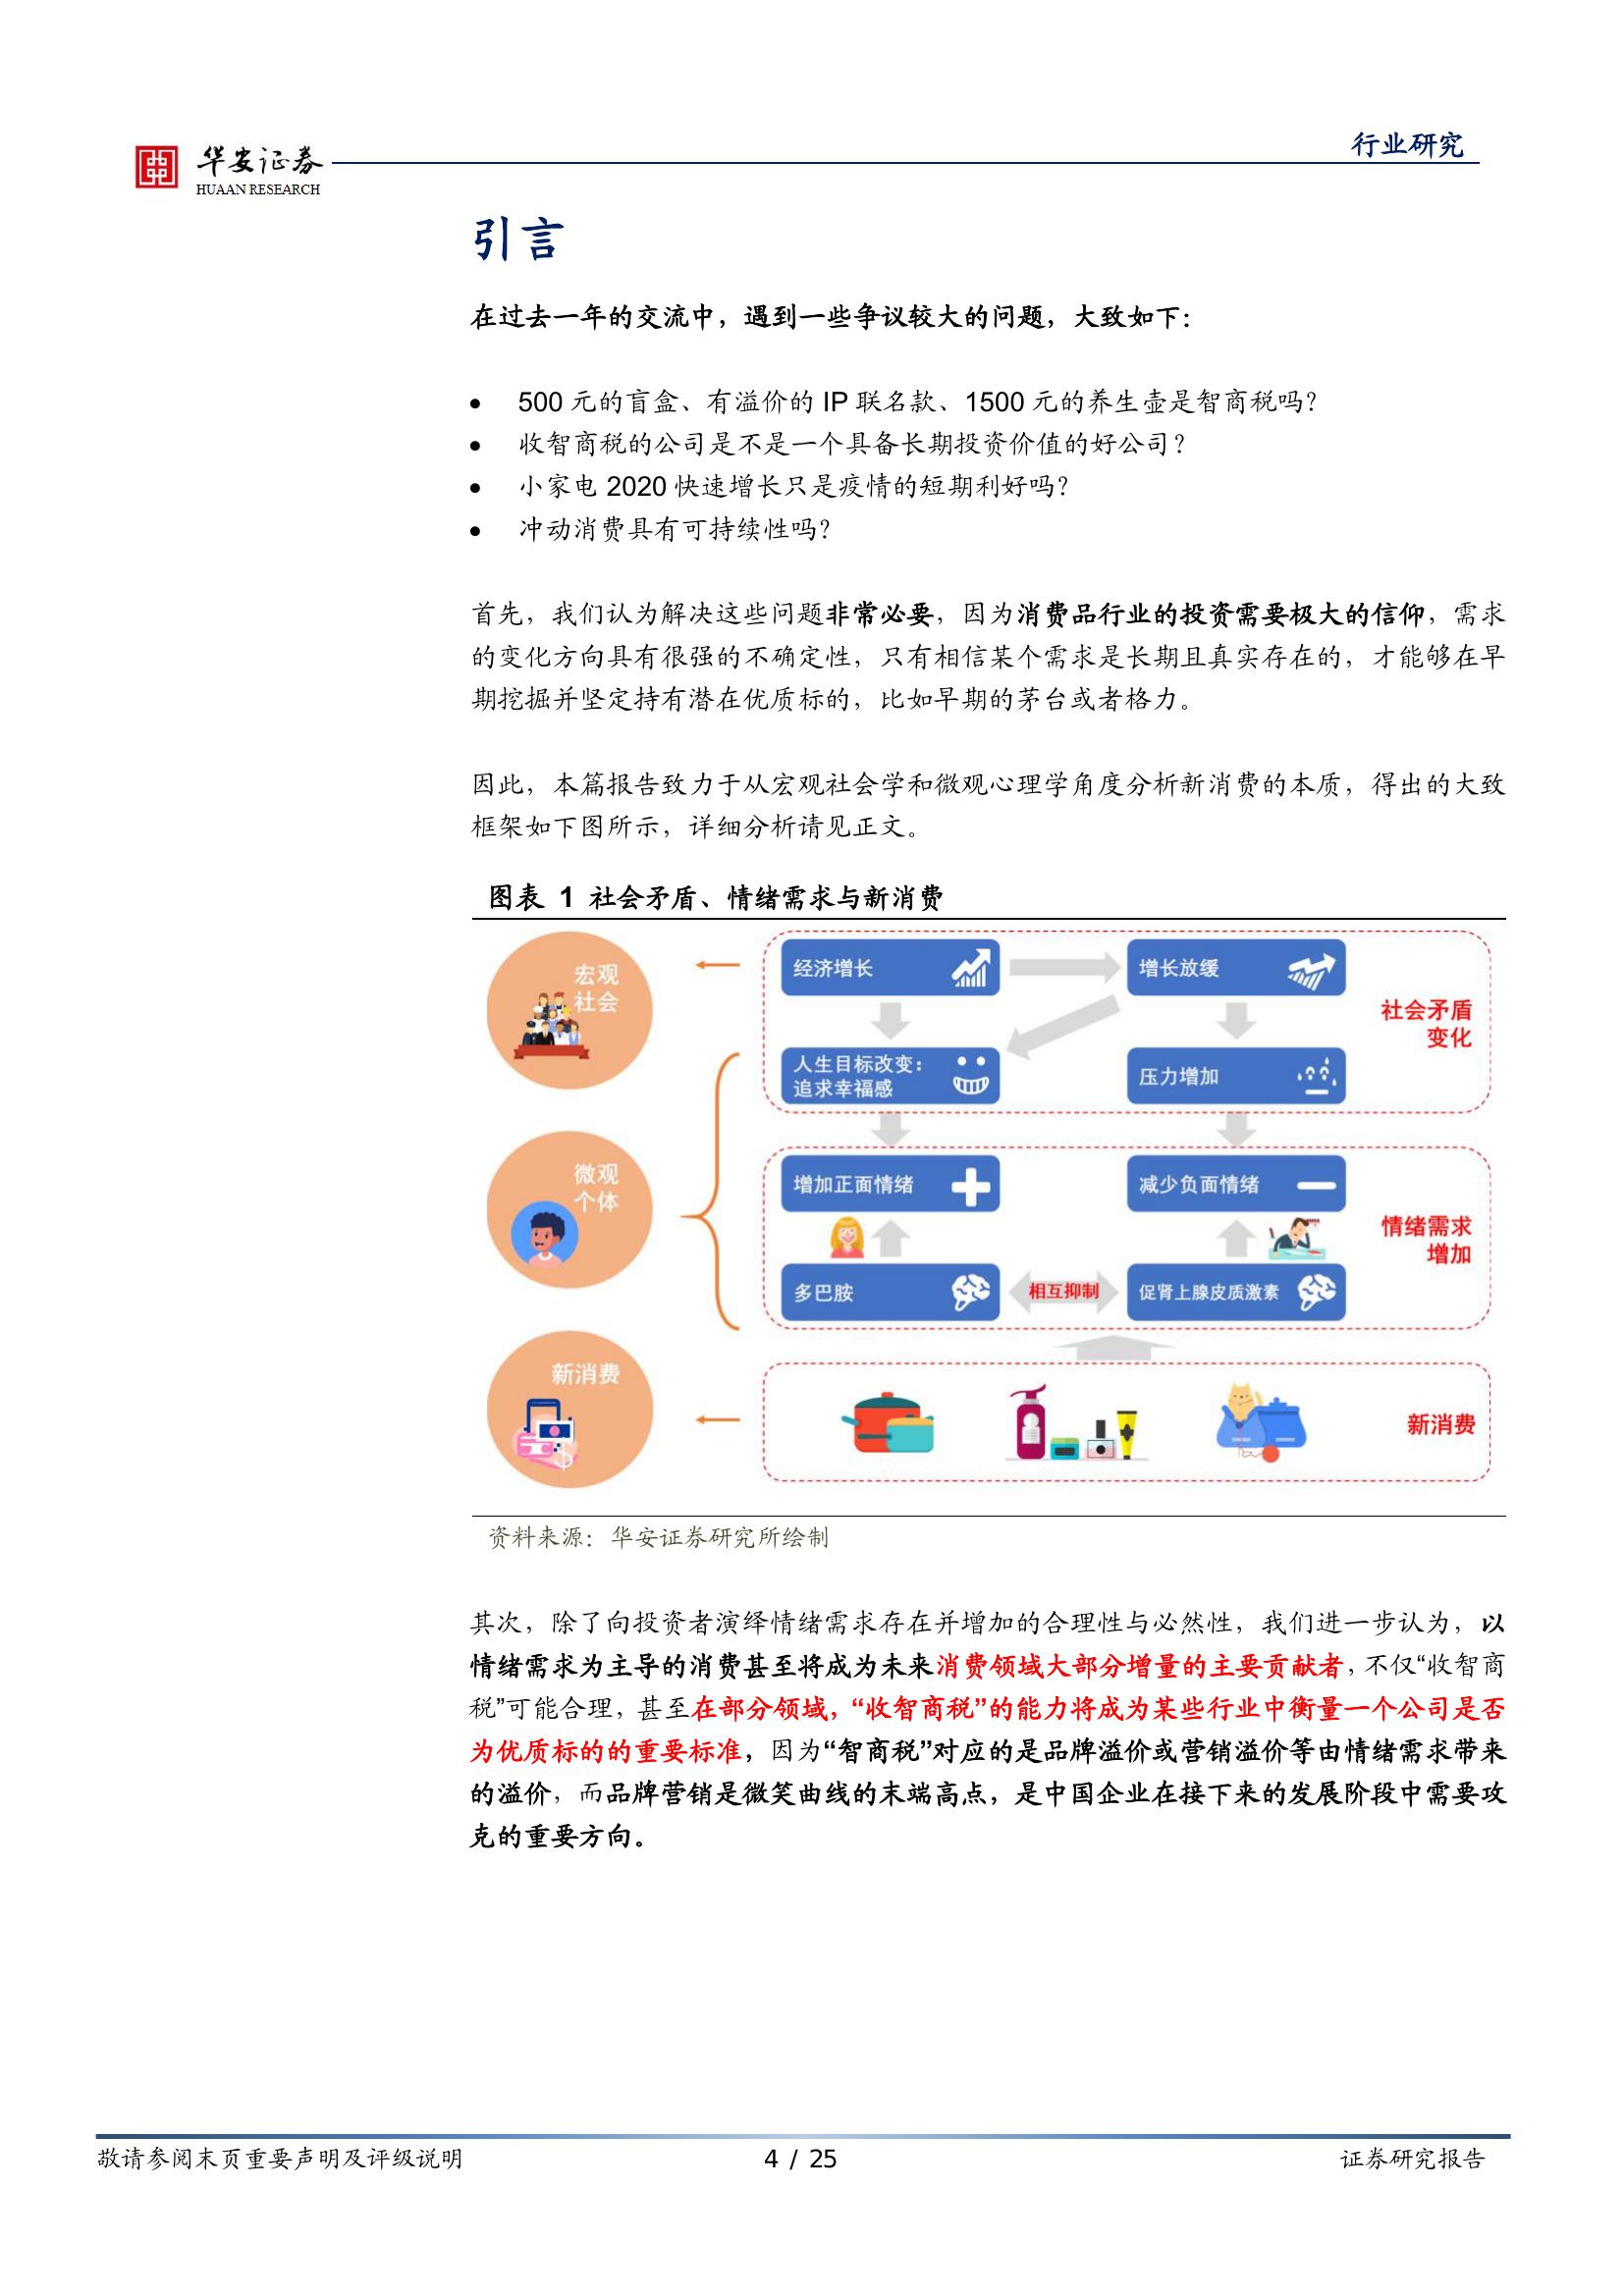 华安证券
HUAAN RESEARCH
行业研究
引言
在过去一年的交流中，遇到一些争议较大的问题，大致如下：
• 500 元的盲盒、有溢价的 IP 联名款、1500 元的养生壶是智商税吗？
• 收智商税的公司是不是一个具备长期投资价值的好公司？
• 小家电 2020 快速增长只是疫情的短期利好吗？
• 冲动消费具有可持续性吗？
首先，我们认为解决这些问题非常必要，因为消费品行业的投资需要极大的信仰，需求
的变化方向具有很强的不确定性，只有相信某个需求是长期且真实存在的，才能够在早
期挖掘并坚定持有潜在优质标的，比如早期的茅台或者格力。
因此，本篇报告致力于从宏观社会学和微观心理学角度分析新消费的本质，得出的大致
框架如下图所示，详细分析请见正文。
图表 1 社会矛盾、情绪需求与新消费
宏观
社会
经济增长
增长放缓
社会矛盾
变化
人生目标改变：
追求幸福感
压力增加
微观
个体
增加正面情绪
减少负面情绪
情绪需求
增加
多巴胺
相互抑制
促肾上腺皮质激素
新消费
新消费
资料来源：华安证券研究所绘制
其次，除了向投资者演绎情绪需求存在并增加的合理性与必然性，我们进一步认为，以
情绪需求为主导的消费甚至将成为未来消费领域大部分增量的主要贡献者，不仅“收智商
税”可能合理，甚至在部分领域，“收智商税”的能力将成为某些行业中衡量一个公司是否
为优质标的的重要标准，因为“智商税”对应的是品牌溢价或营销溢价等由情绪需求带来
的溢价，而品牌营销是微笑曲线的末端高点，是中国企业在接下来的发展阶段中需要攻
克的重要方向。
敬请参阅末页重要声明及评级说明
4 / 25
证券研究报告